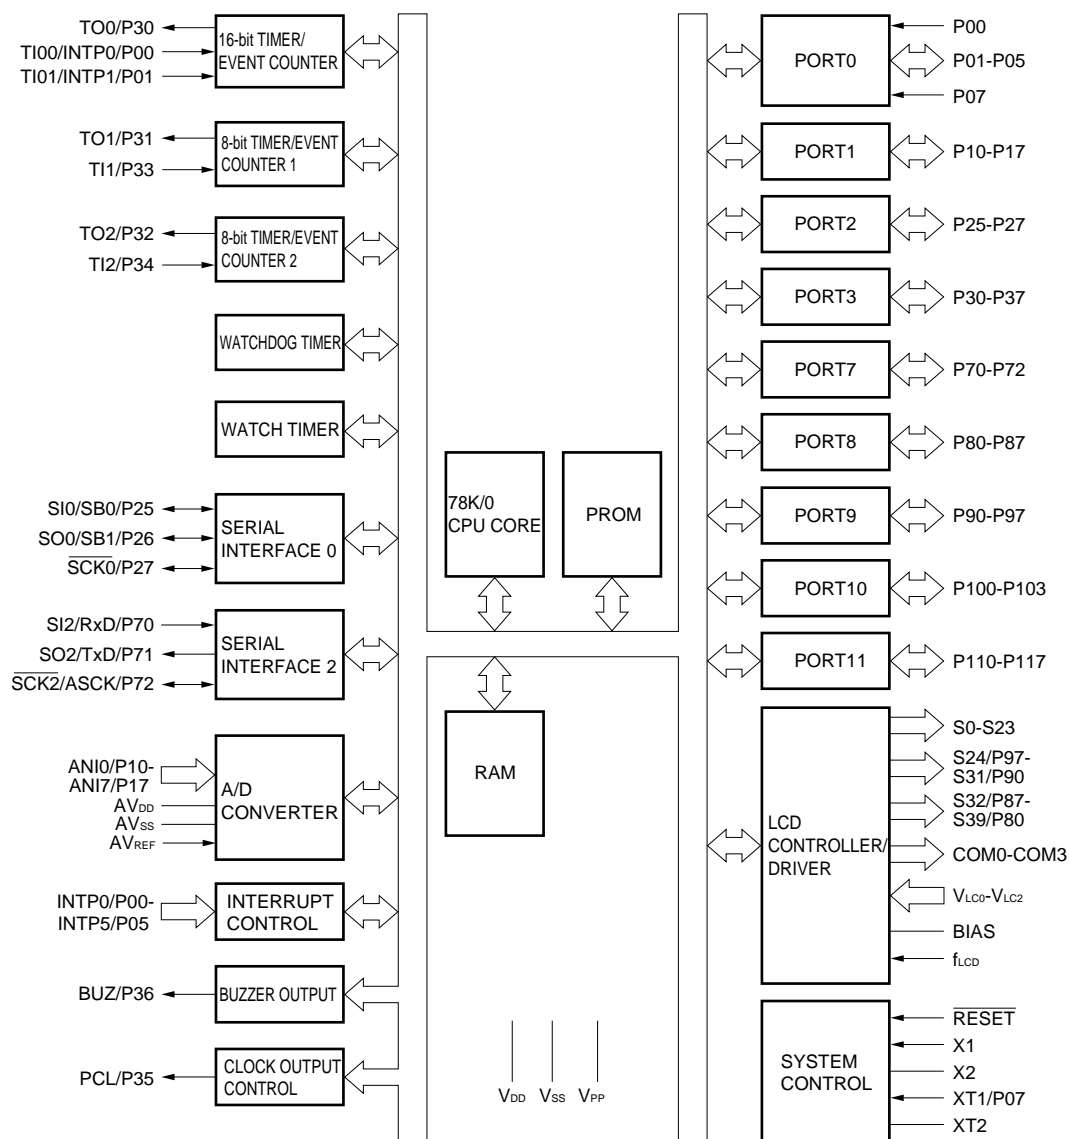 TO0/P30
TI00/INTP0/P00
TI01/INTP1/P01
16-bit TIMER/
EVENT COUNTER
TO1/P31
TI1/P33
8-bit TIMER/EVENT
COUNTER 1
TO2/P32
TI2/P34
8-bit TIMER/EVENT
COUNTER 2
WATCHDOG TIMER
WATCH TIMER
SI0/SB0/P25
SO0/SB1/P26
SCK0/P27
SERIAL
INTERFACE 0
SI2/RxD/P70
SO2/TxD/P71
SCK2/ASCK/P72
SERIAL
INTERFACE 2
ANI0/P10-
ANI7/P17
AVDD
AVSS
AVREF
A/D
CONVERTER
INTP0/P00-
INTP5/P05
INTERRUPT
CONTROL
BUZ/P36
BUZZER OUTPUT
PCL/P35
CLOCK OUTPUT
CONTROL
78K/0
CPU CORE
PROM
RAM
VDD
VSS
VPP
PORT0
P00
P01-P05
P07
PORT1
P10-P17
PORT2
P25-P27
PORT3
P30-P37
PORT7
P70-P72
PORT8
P80-P87
PORT9
P90-P97
PORT10
P100-P103
PORT11
P110-P117
LCD
CONTROLLER/
DRIVER
S0-S23
S24/P97-
S31/P90
S32/P87-
S39/P80
COM0-COM3
VLC0-VLC2
BIAS
fLCD
SYSTEM
CONTROL
RESET
X1
X2
XT1/P07
XT2